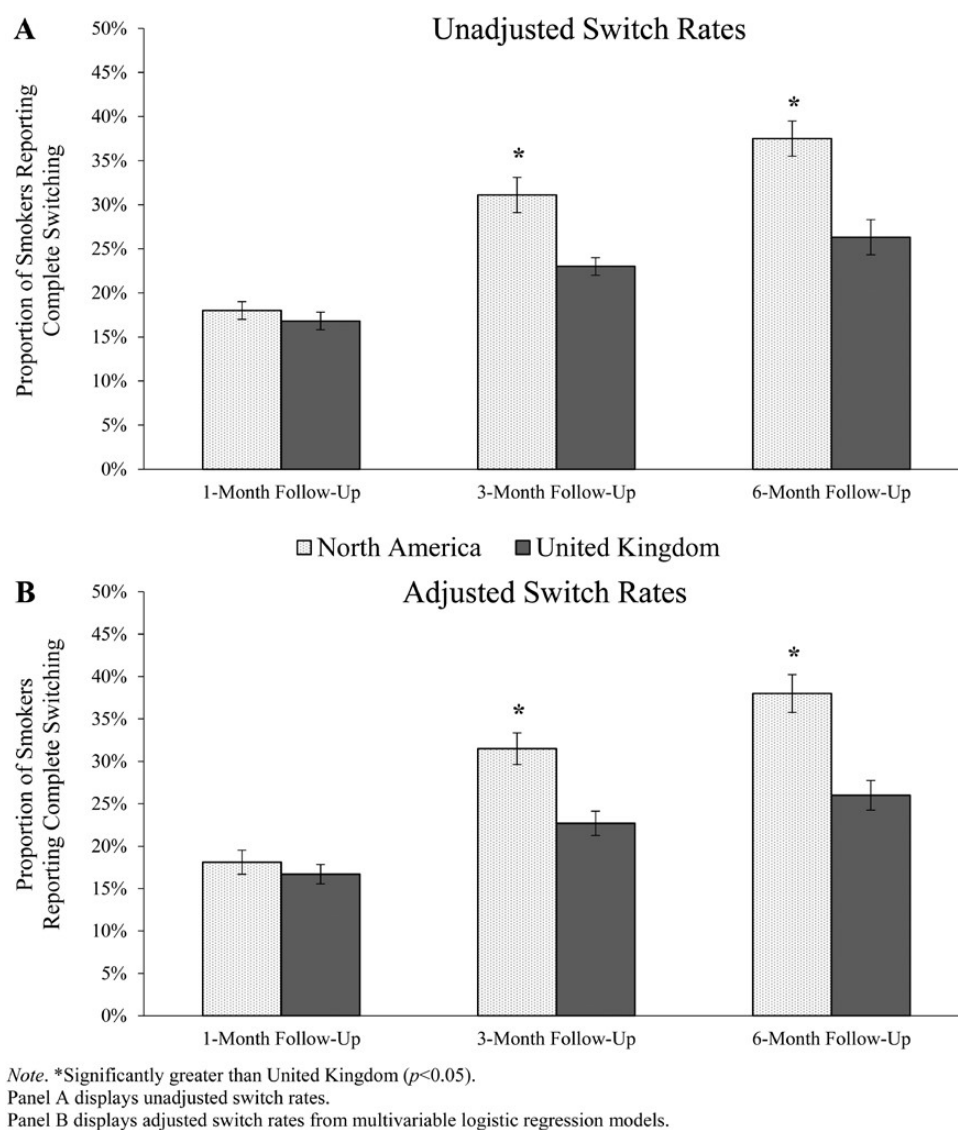 A
Unadjusted Switch Rates
Proportion of Smokers Reporting
Complete Switching
50%
45%
40%
35%
30%
25%
20%
15%
10%
5%
0%
*
*
1-Month Follow-Up
3-Month Follow-Up
6-Month Follow-Up
North America
United Kingdom
B
Adjusted Switch Rates
Proportion of Smokers
Reporting Complete Switching
50%
45%
40%
35%
30%
25%
20%
15%
10%
5%
0%
*
*
1-Month Follow-Up
3-Month Follow-Up
6-Month Follow-Up
Note. *Significantly greater than United Kingdom (p<0.05).
Panel A displays unadjusted switch rates.
Panel B displays adjusted switch rates from multivariable logistic regression models.